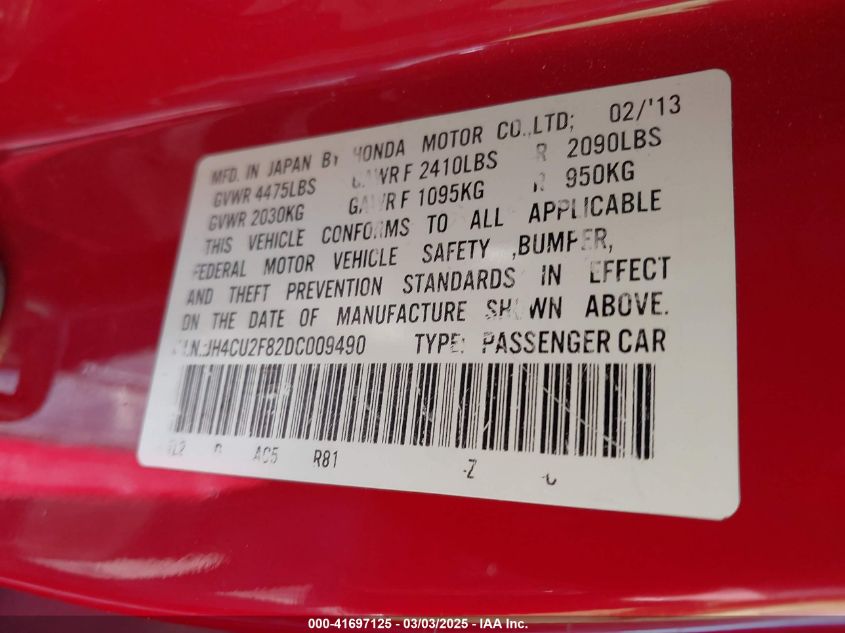 MFD. IN JAPAN BY HONDA MOTOR CO.,LTD; 02/'13
GVWR 4475LBS GAWR F 2410LBS R 2090LBS
GVWR 2030KG GAWR F 1095KG R 950KG
THIS VEHICLE CONFORMS TO ALL APPLICABLE
FEDERAL MOTOR VEHICLE SAFETY ,BUMPER,
AND THEFT PREVENTION STANDARDS IN EFFECT
ON THE DATE OF MANUFACTURE SHOWN ABOVE.
V.I.N.:JH4CU2F82DC009490 TYPE: PASSENGER CAR
TL2 AC5 R81 -Z
000-41697125 - 03/03/2025 - IAA Inc.